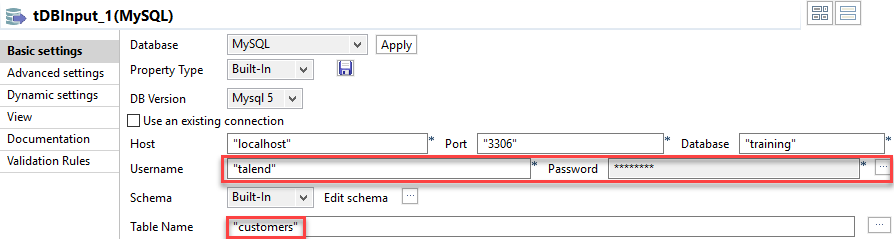 tDBInput_1(MySQL)
Basic settings
Advanced settings
Dynamic settings
View
Documentation
Validation Rules
Database MySQL Apply
Property Type Built-In
DB Version Mysql 5
Use an existing connection
Host "localhost" * Port "3306" * Database "training" *
Username "talend" * Password ******** * ...
Schema Built-In Edit schema ...
Table Name "customers" ...